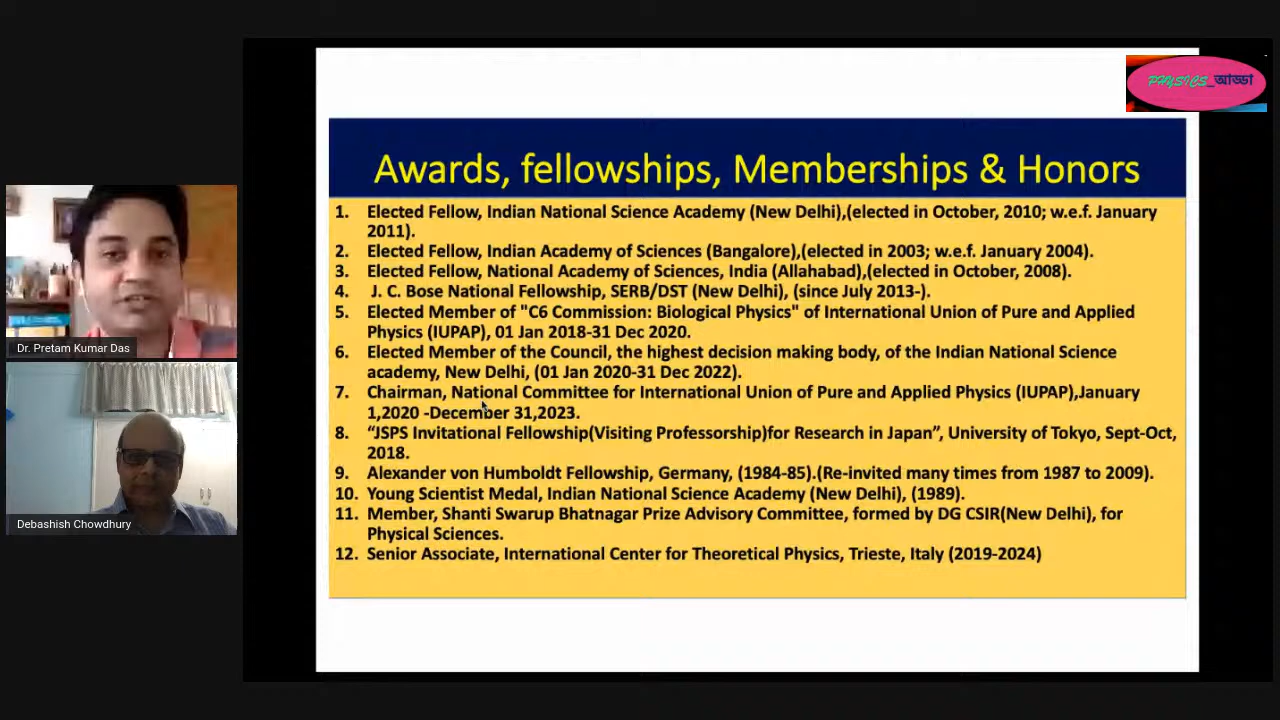 PHYSICS_আড্ডা
Awards, fellowships, Memberships & Honors
1. Elected Fellow, Indian National Science Academy (New Delhi),(elected in October, 2010; w.e.f. January
2011).
2. Elected Fellow, Indian Academy of Sciences (Bangalore),(elected in 2003; w.e.f. January 2004).
3. Elected Fellow, National Academy of Sciences, India (Allahabad),(elected in October, 2008).
4. J. C. Bose National Fellowship, SERB/DST (New Delhi), (since July 2013-).
5. Elected Member of "C6 Commission: Biological Physics" of International Union of Pure and Applied
Physics (IUPAP), 01 Jan 2018-31 Dec 2020.
6. Elected Member of the Council, the highest decision making body, of the Indian National Science
academy, New Delhi, (01 Jan 2020-31 Dec 2022).
7. Chairman, National Committee for International Union of Pure and Applied Physics (IUPAP),January
1,2020 -December 31,2023.
8. “JSPS Invitational Fellowship(Visiting Professorship)for Research in Japan”, University of Tokyo, Sept-Oct,
2018.
9. Alexander von Humboldt Fellowship, Germany, (1984-85).(Re-invited many times from 1987 to 2009).
10. Young Scientist Medal, Indian National Science Academy (New Delhi), (1989).
11. Member, Shanti Swarup Bhatnagar Prize Advisory Committee, formed by DG CSIR(New Delhi), for
Physical Sciences.
12. Senior Associate, International Center for Theoretical Physics, Trieste, Italy (2019-2024)
Dr. Pretam Kumar Das
Debashish Chowdhury